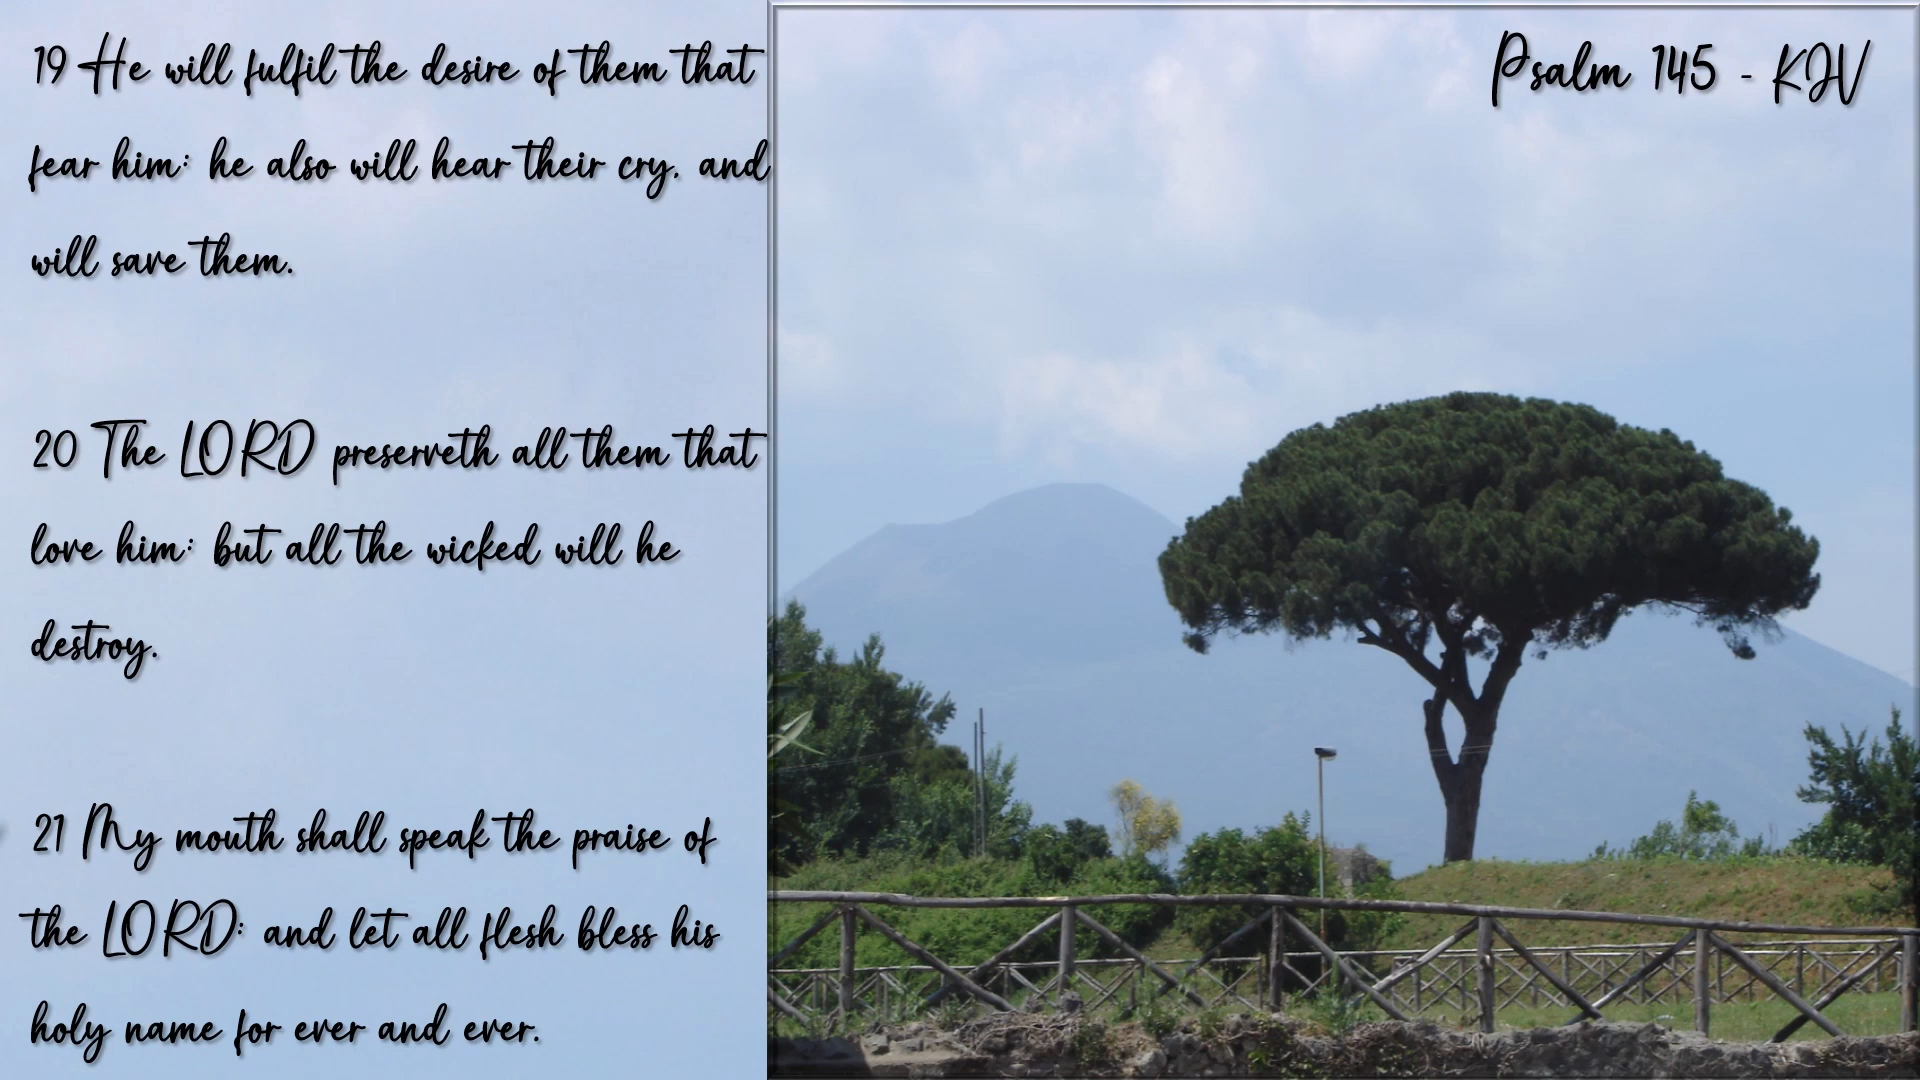 19 He will fulfil the desire of them that
fear him: he also will hear their cry, and
will save them.
20 The LORD preserveth all them that
love him: but all the wicked will he
destroy.
21 My mouth shall speak the praise of
the LORD: and let all flesh bless his
holy name for ever and ever.
Psalm 145 - KJV